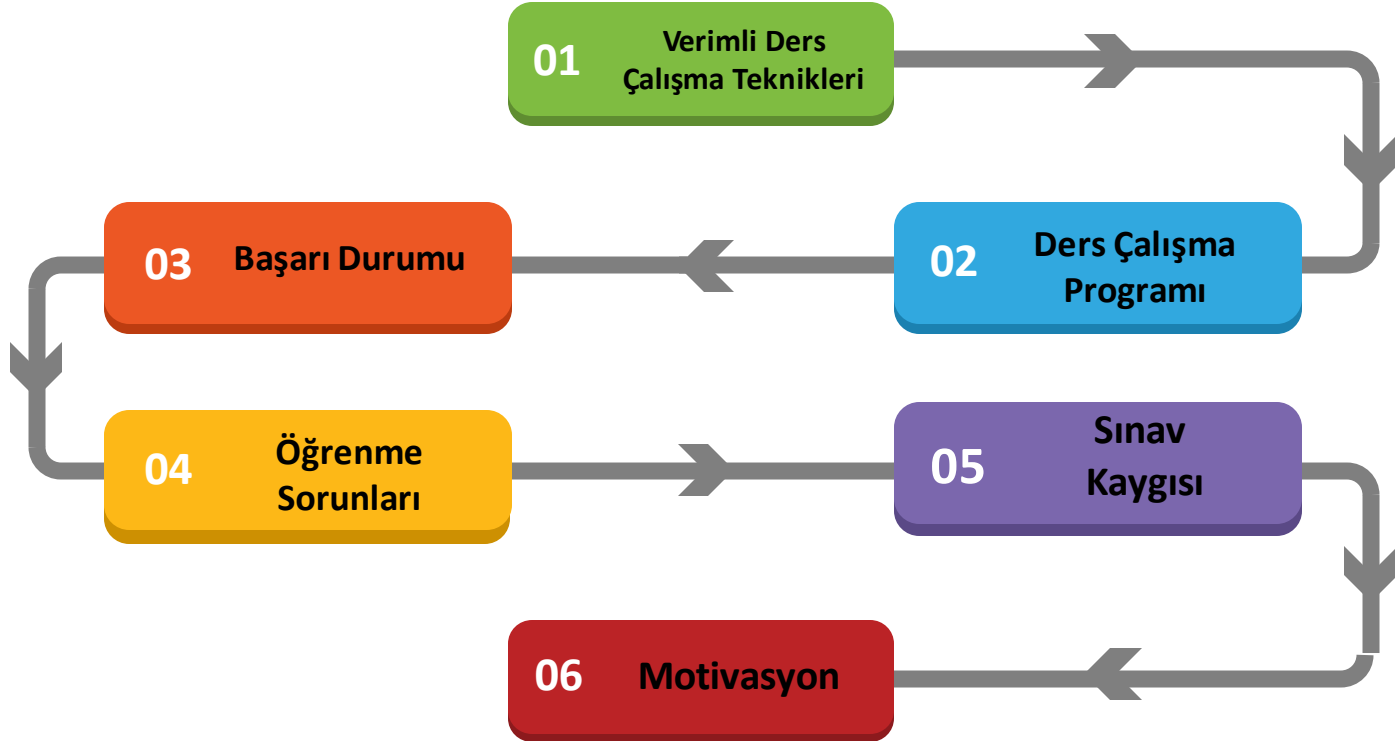 01
Verimli Ders
Çalışma Teknikleri
02
Ders Çalışma
Programı
03
Başarı Durumu
04
Öğrenme
Sorunları
05
Sınav
Kaygısı
06
Motivasyon